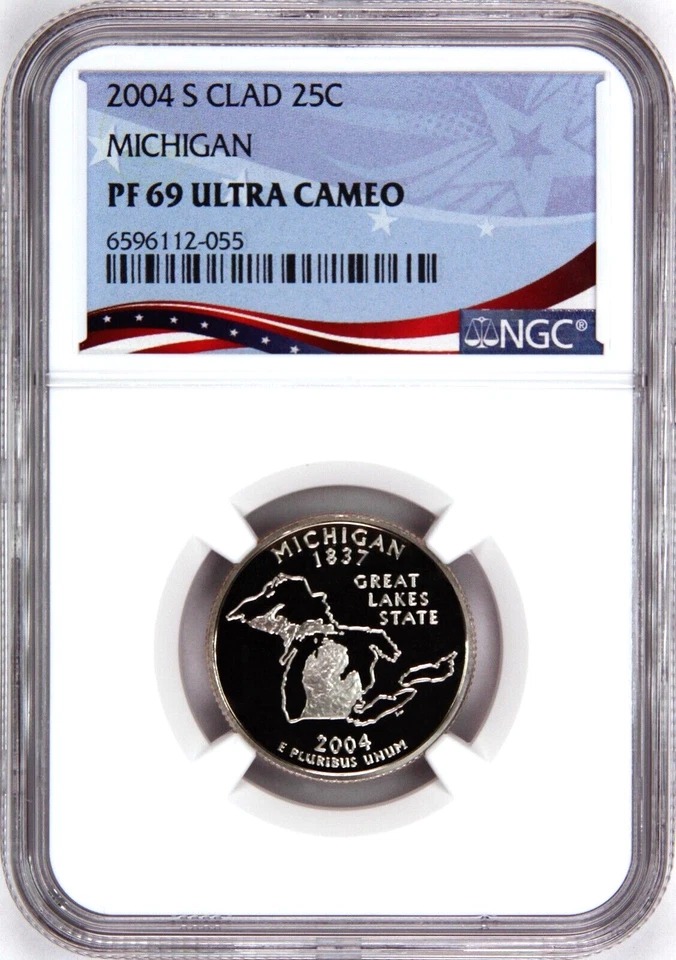 2004 S CLAD 25C
MICHIGAN
PF 69 ULTRA CAMEO
6596112-055
NGC®
MICHIGAN
1837
GREAT
LAKES
STATE
2004
E PLURIBUS UNUM